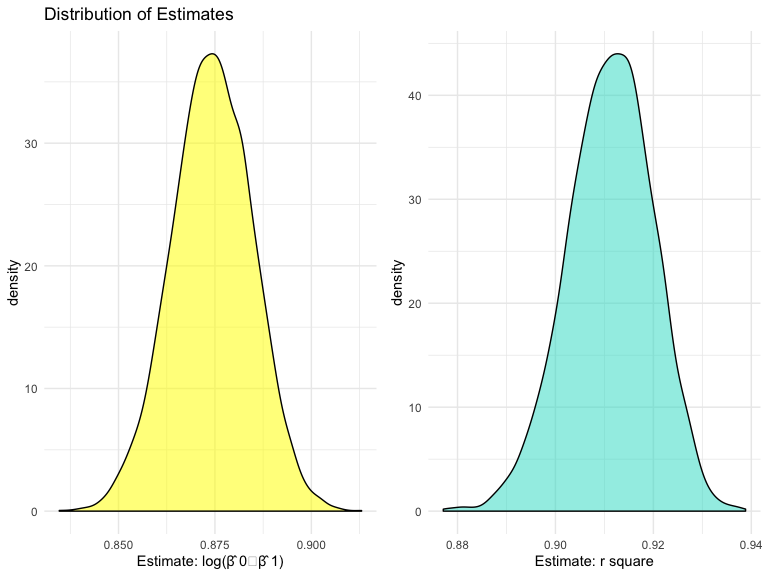 Distribution of Estimates
density
30
20
10
0
0.850 0.875 0.900
Estimate: log(β̂0□β̂1)
density
40
30
20
10
0
0.88 0.90 0.92 0.94
Estimate: r square